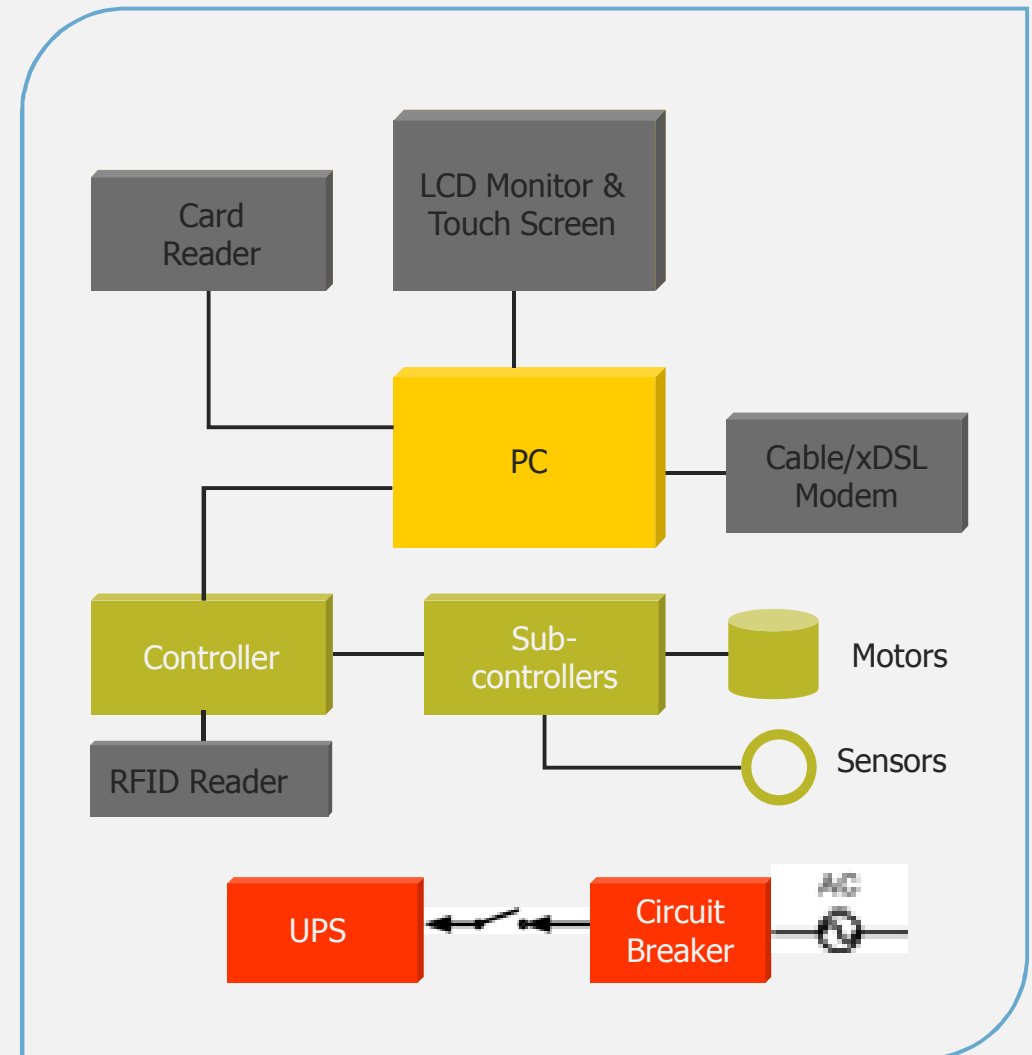 LCD Monitor &
Touch Screen
Card
Reader
PC
Cable/xDSL
Modem
Controller
Sub-
controllers
Motors
RFID Reader
Sensors
UPS
Circuit
Breaker
AC